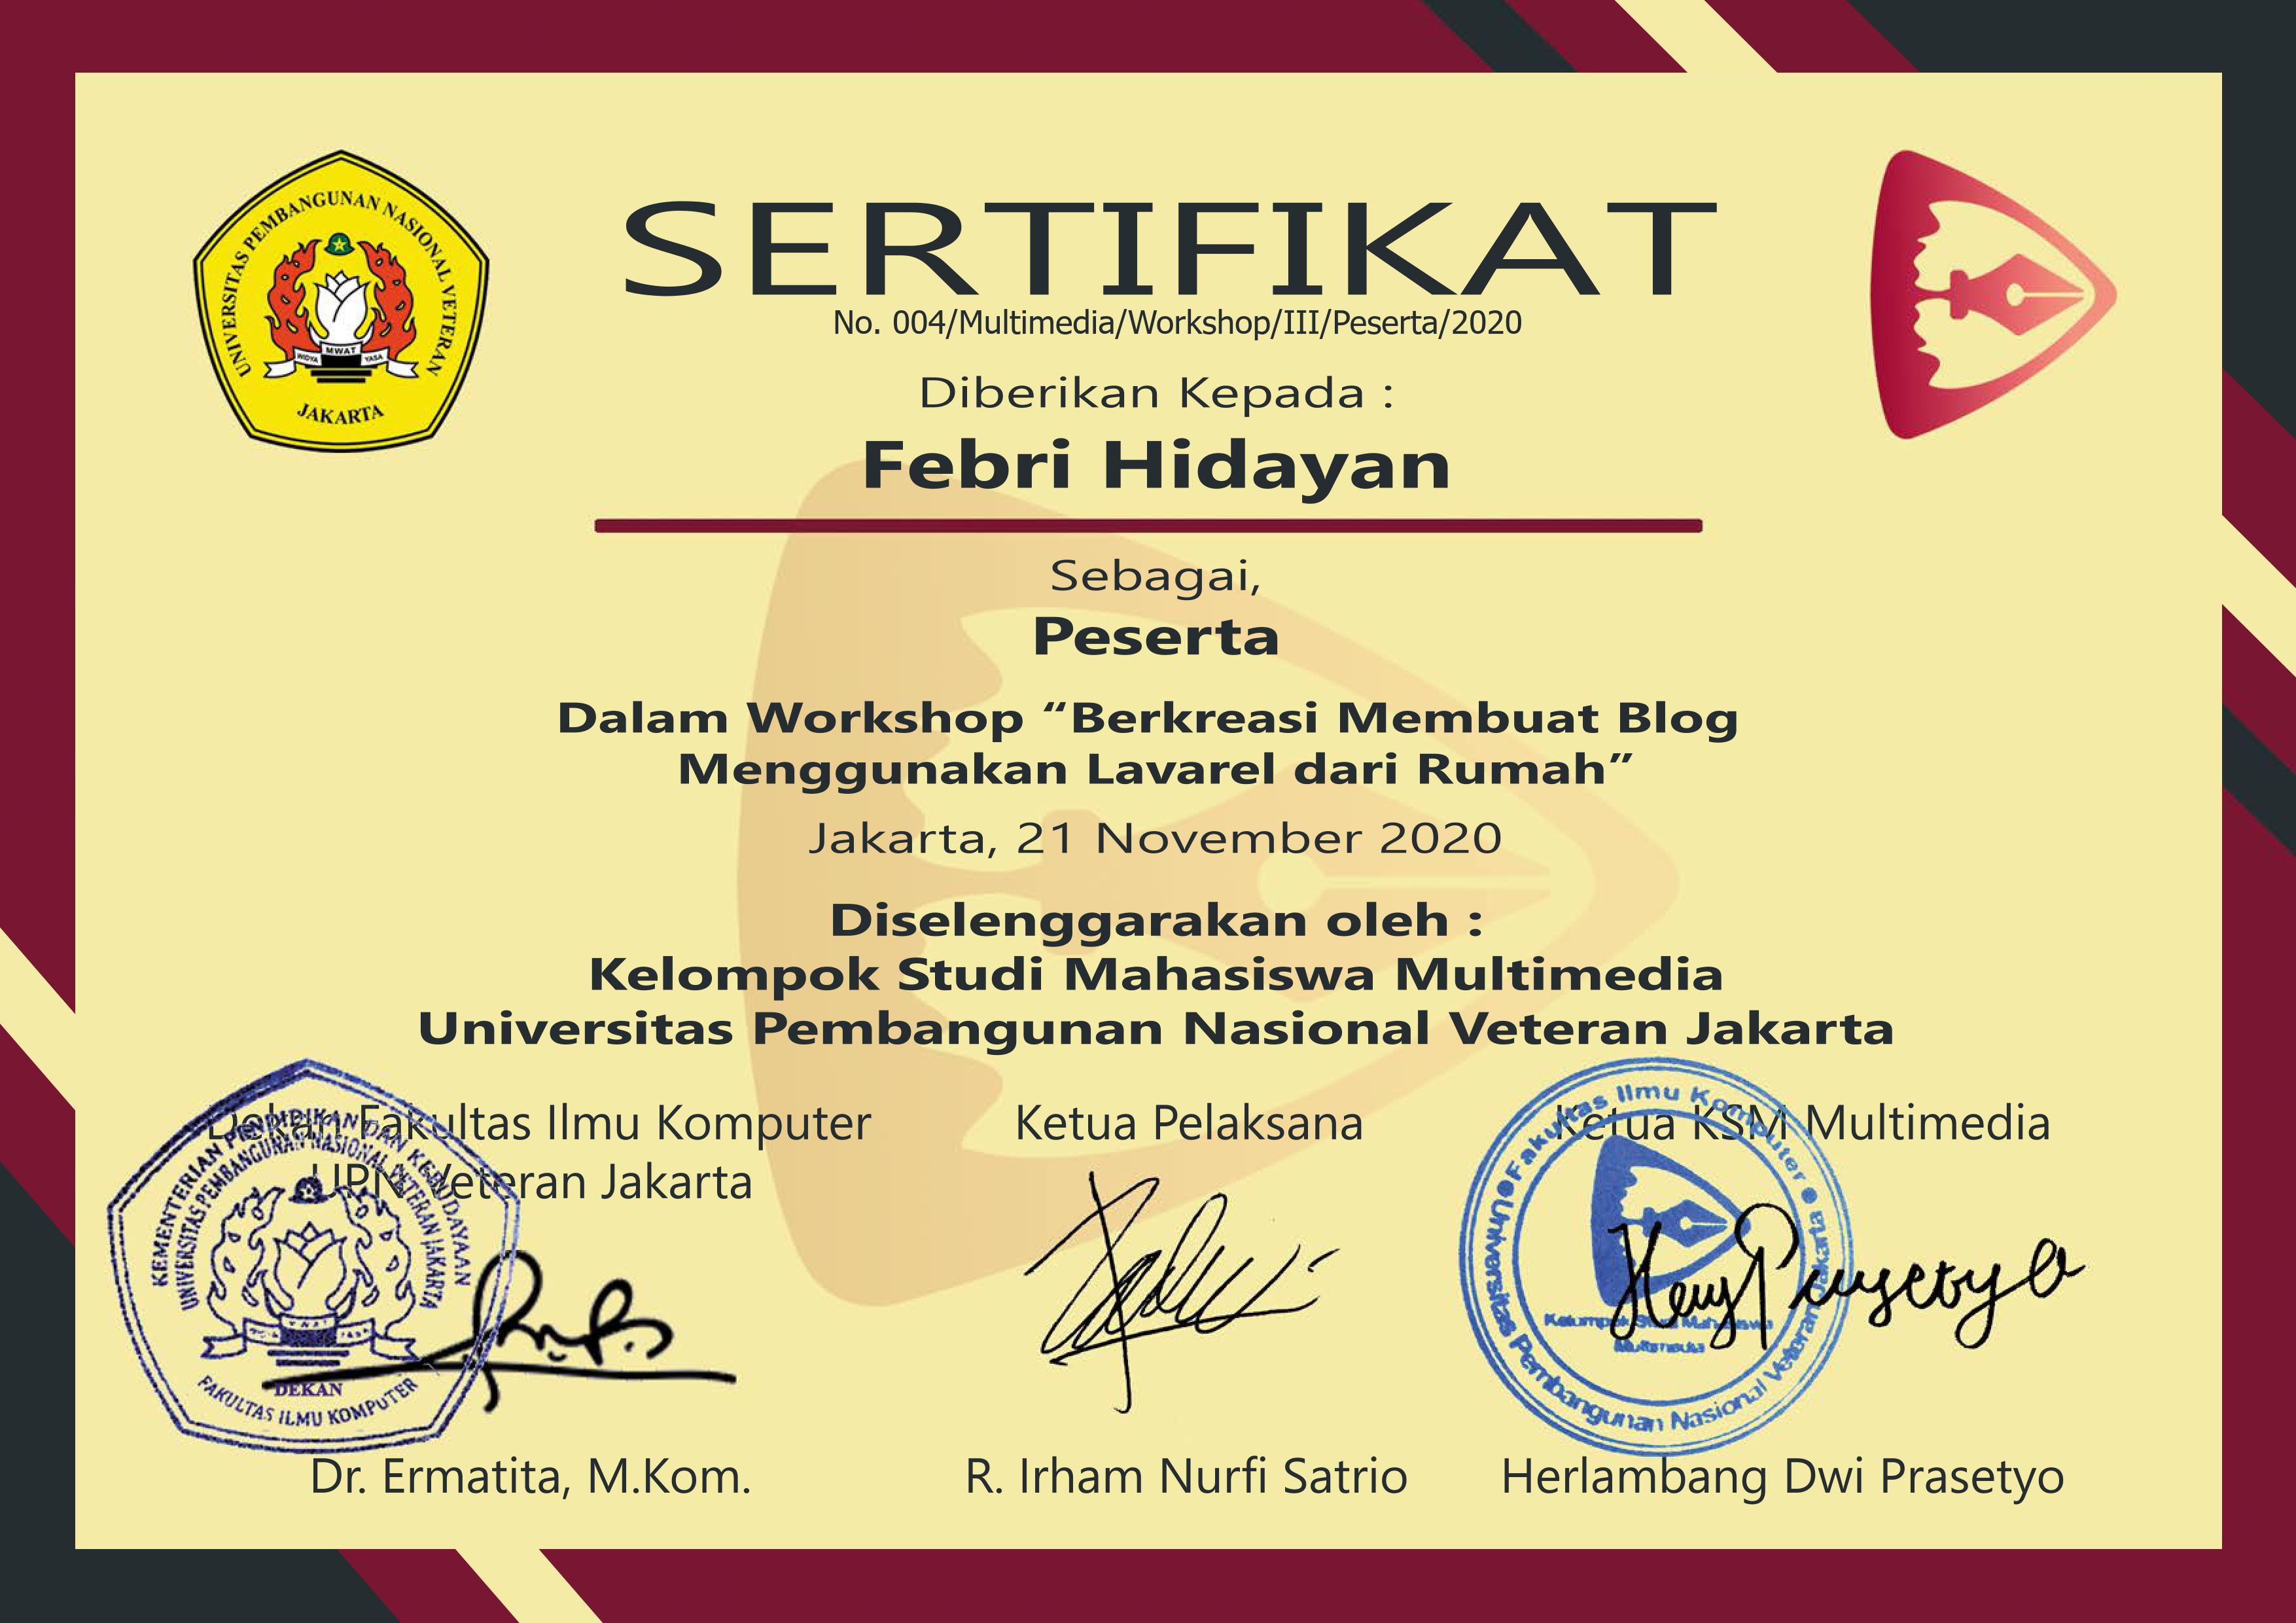 UNIVERSITAS PEMBANGUNAN NASIONAL VETERAN
WIDYA MWAT YASA
JAKARTA
SERTIFIKAT
No. 004/Multimedia/Workshop/III/Peserta/2020
Diberikan Kepada :
Febri Hidayan
Sebagai,
Peserta
Dalam Workshop “Berkreasi Membuat Blog
Menggunakan Lavarel dari Rumah”
Jakarta, 21 November 2020
Diselenggarakan oleh :
Kelompok Studi Mahasiswa Multimedia
Universitas Pembangunan Nasional Veteran Jakarta
Dekan Fakultas Ilmu Komputer
UPN Veteran Jakarta
KEMENTERIAN PENDIDIKAN DAN KEBUDAYAAN
UNIVERSITAS PEMBANGUNAN NASIONAL VETERAN JAKARTA
DEKAN
FAKULTAS ILMU KOMPUTER
Dr. Ermatita, M.Kom.
Ketua Pelaksana
R. Irham Nurfi Satrio
Ketua KSM Multimedia
Fakultas Ilmu Komputer
Universitas Pembangunan Nasional Veteran Jakarta
Kelompok Studi Mahasiswa
Multimedia
Herlambang Dwi Prasetyo